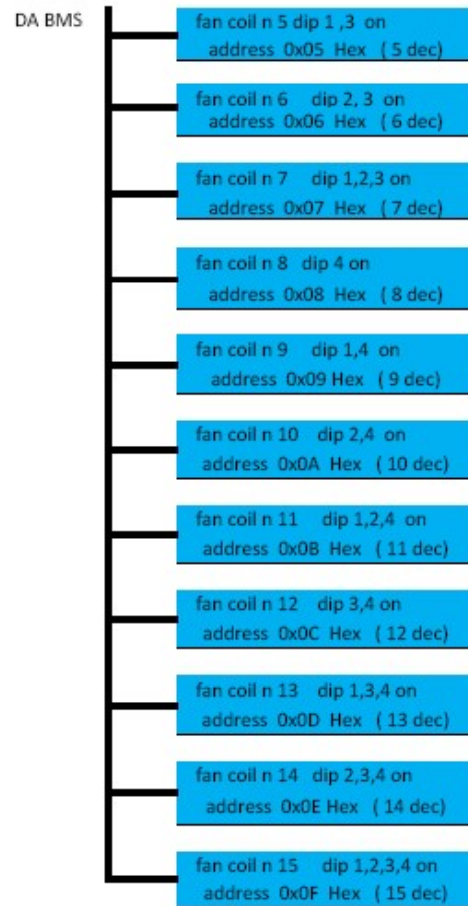 DA BMS
fan coil n 5 dip 1 ,3 on
address 0x05 Hex ( 5 dec)
fan coil n 6 dip 2, 3 on
address 0x06 Hex ( 6 dec)
fan coil n 7 dip 1,2,3 on
address 0x07 Hex ( 7 dec)
fan coil n 8 dip 4 on
address 0x08 Hex ( 8 dec)
fan coil n 9 dip 1,4 on
address 0x09 Hex ( 9 dec)
fan coil n 10 dip 2,4 on
address 0x0A Hex ( 10 dec)
fan coil n 11 dip 1,2,4 on
address 0x0B Hex ( 11 dec)
fan coil n 12 dip 3,4 on
address 0x0C Hex ( 12 dec)
fan coil n 13 dip 1,3,4 on
address 0x0D Hex ( 13 dec)
fan coil n 14 dip 2,3,4 on
address 0x0E Hex ( 14 dec)
fan coil n 15 dip 1,2,3,4 on
address 0x0F Hex ( 15 dec)